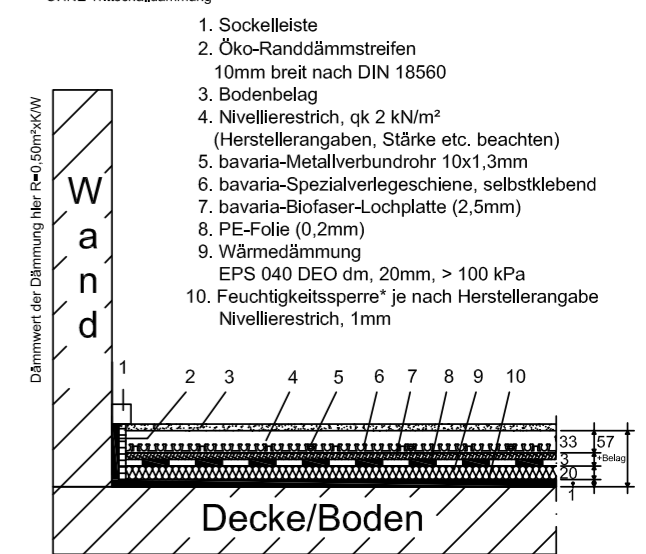 1. Sockelleiste
2. Öko-Randdämmstreifen
10mm breit nach DIN 18560
3. Bodenbelag
4. Nivellierestrich, qk 2 kN/m²
(Herstellerangaben, Stärke etc. beachten)
5. bavaria-Metallverbundrohr 10x1,3mm
6. bavaria-Spezialverlegeschiene, selbstklebend
7. bavaria-Biofaser-Lochplatte (2,5mm)
8. PE-Folie (0,2mm)
9. Wärmedämmung
EPS 040 DEO dm, 20mm, > 100 kPa
10. Feuchtigkeitssperre* je nach Herstellerangabe
Nivellierestrich, 1mm
Dämmwert der Dämmung hier R=0,50m²xK/W
Wand
1
2 3 4 5 6 7 8 9 10
33 57
3 +Belag
20
1
Decke/Boden